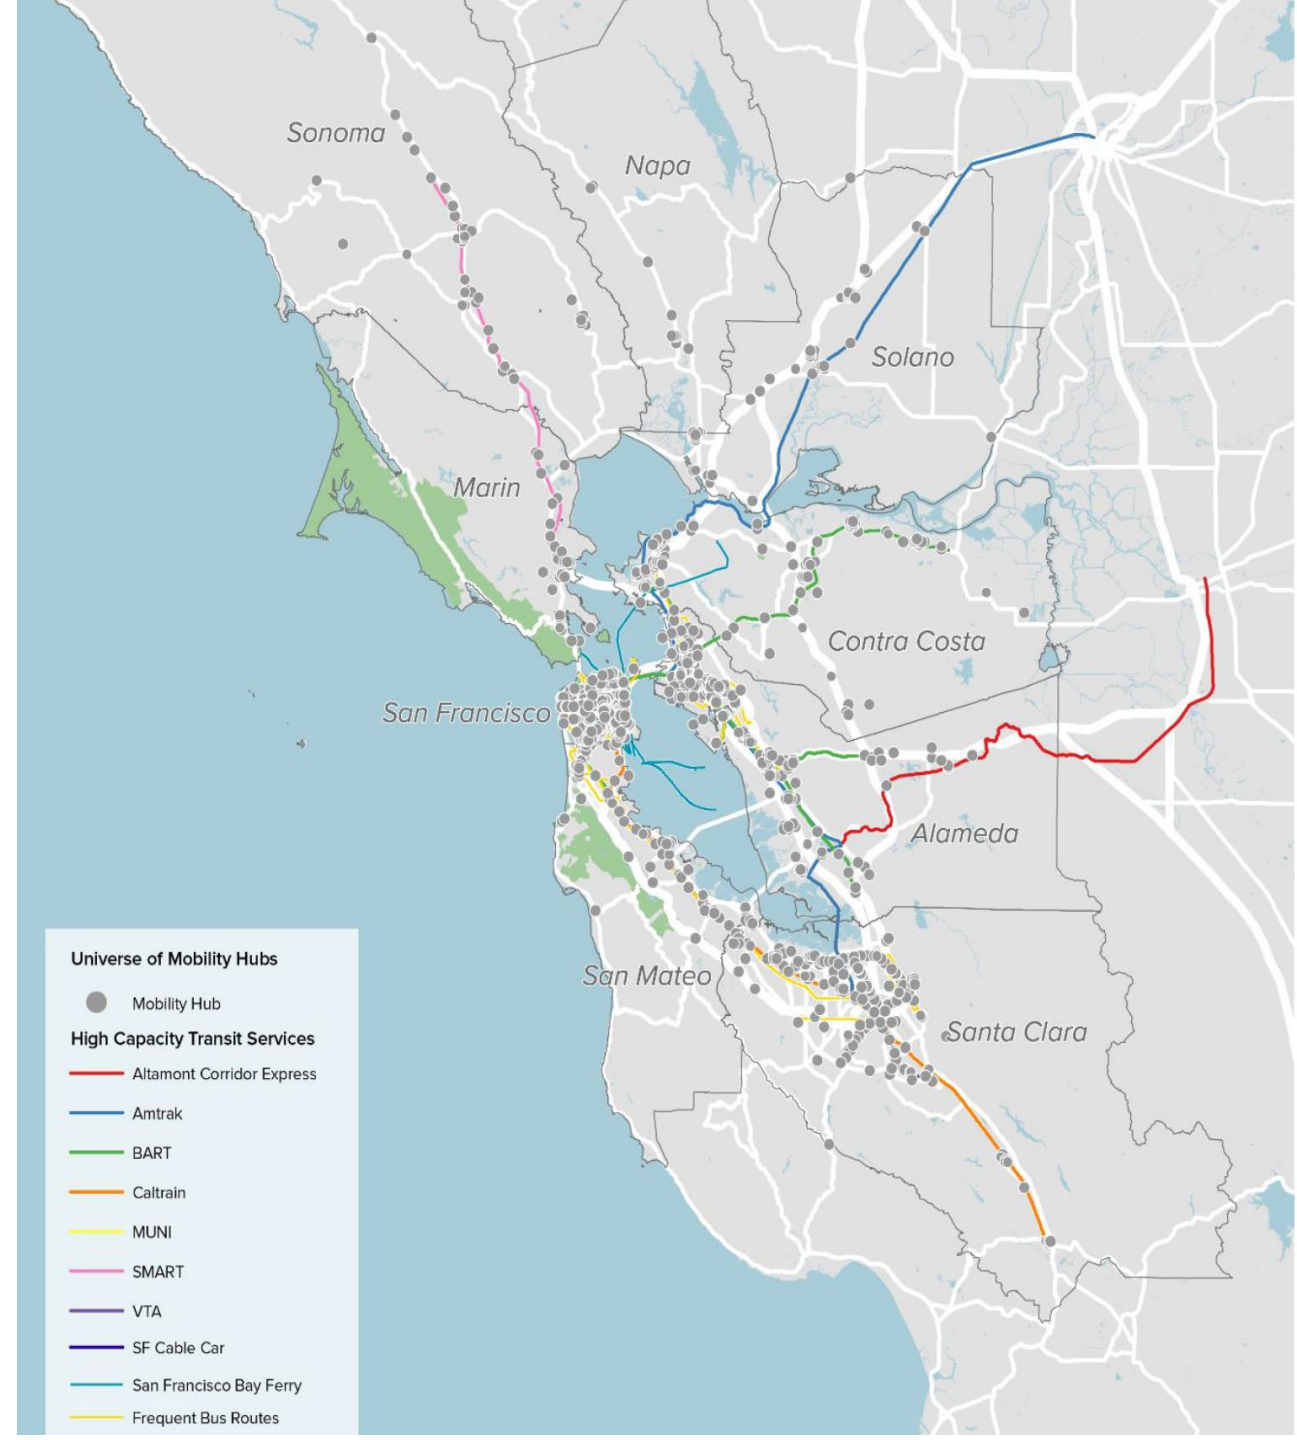 Sonoma
Napa
Solano
Marin
Contra Costa
San Francisco
Alameda
San Mateo
Santa Clara
Universe of Mobility Hubs
Mobility Hub
High Capacity Transit Services
Altamont Corridor Express
Amtrak
BART
Caltrain
MUNI
SMART
VTA
SF Cable Car
San Francisco Bay Ferry
Frequent Bus Routes